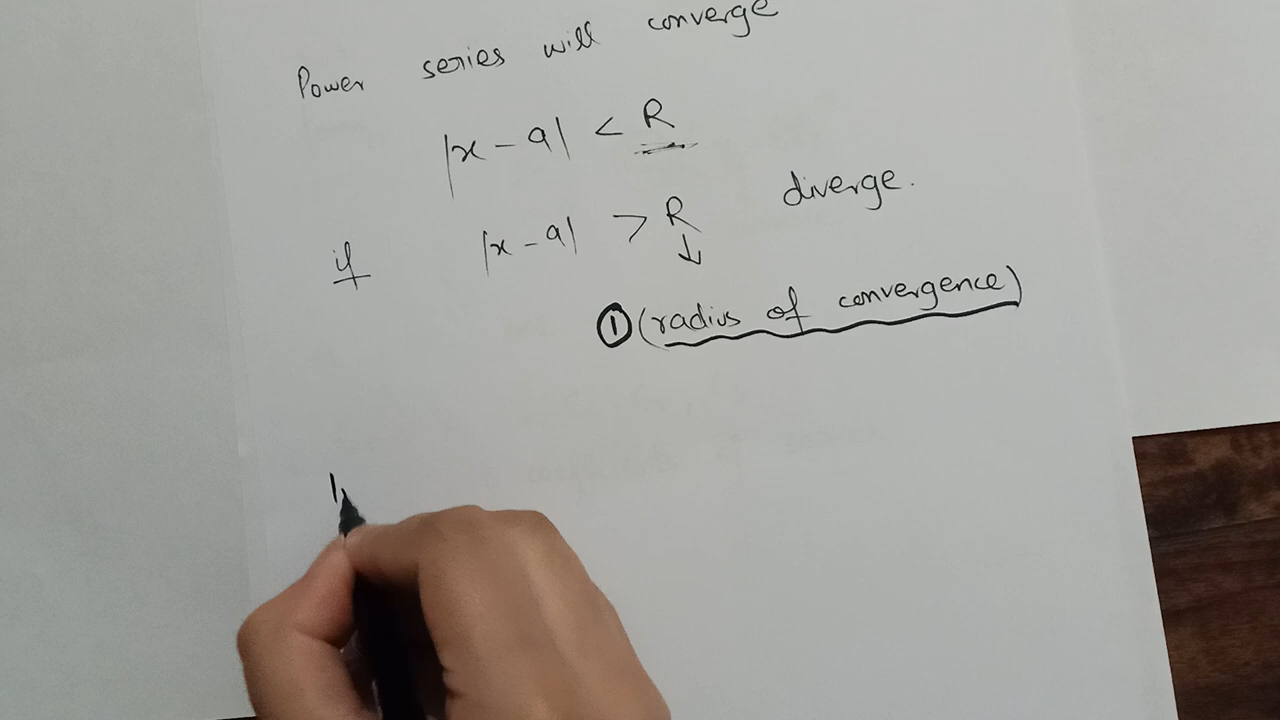 Power series will converge
|x - a| < R
if |x - a| > R diverge.
↓
① (radius of convergence)